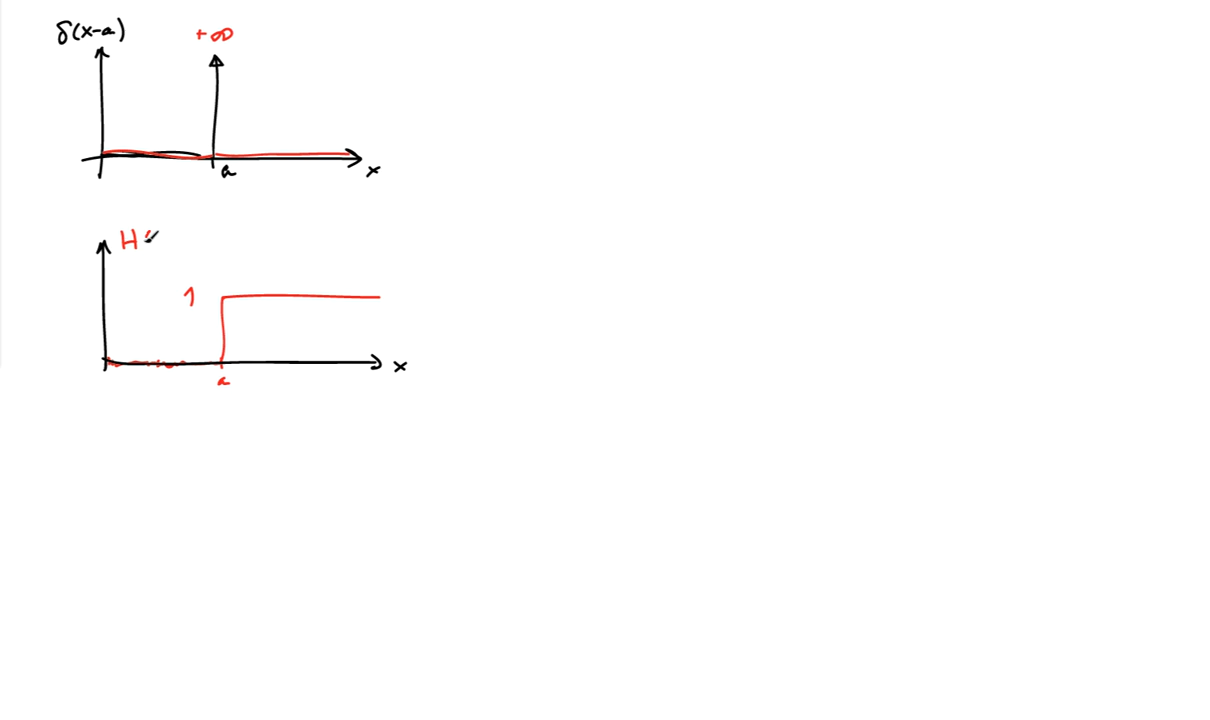 δ(x-a)
+∞
a
x
H
1
x
a